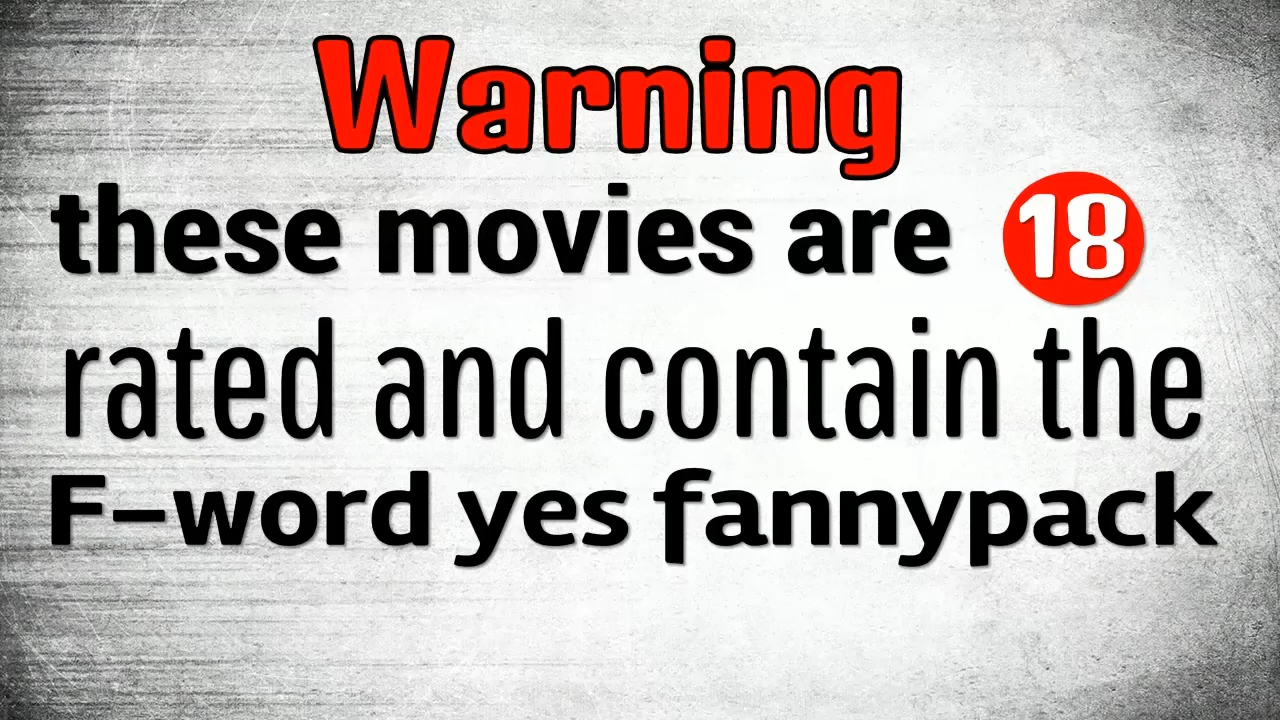 Warning
these movies are 18
rated and contain the
F-word yes fannypack